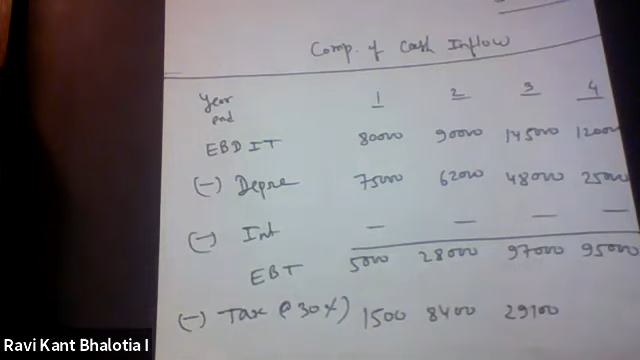 Comp. of Cash Inflow
Year end 1 2 3 4
EBDIT 80000 90000 145000 120000
(-) Depre 75000 62000 48000 25000
(-) Int — — — —
EBT 5000 28000 97000 95000
(-) Tax @30%) 1500 8400 29100
Ravi Kant Bhalotia I